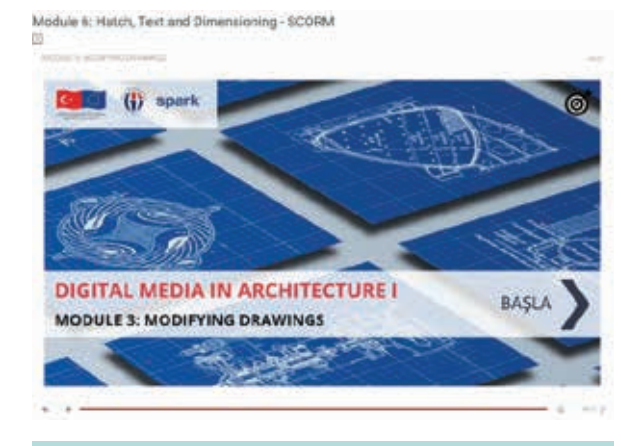 Module 6: Hatch, Text and Dimensioning - SCORM
spark
DIGITAL MEDIA IN ARCHITECTURE I
BAŞLA
MODULE 3: MODIFYING DRAWINGS